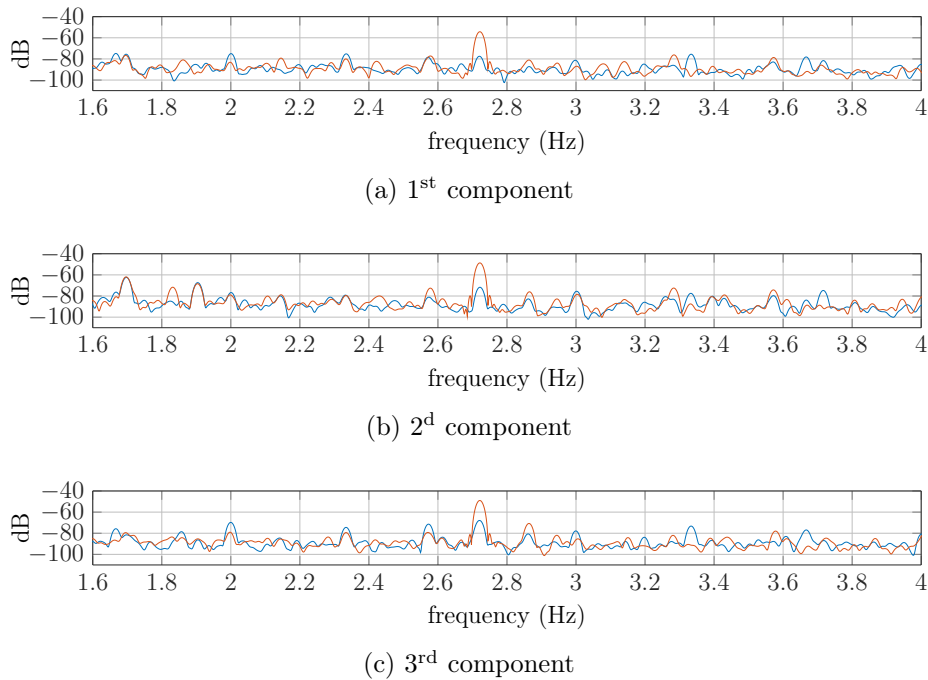 −40
−60
−80
−100
dB
1.6 1.8 2 2.2 2.4 2.6 2.8 3 3.2 3.4 3.6 3.8 4
frequency (Hz)
(a) 1st component
−40
−60
−80
−100
dB
1.6 1.8 2 2.2 2.4 2.6 2.8 3 3.2 3.4 3.6 3.8 4
frequency (Hz)
(b) 2d component
−40
−60
−80
−100
dB
1.6 1.8 2 2.2 2.4 2.6 2.8 3 3.2 3.4 3.6 3.8 4
frequency (Hz)
(c) 3rd component